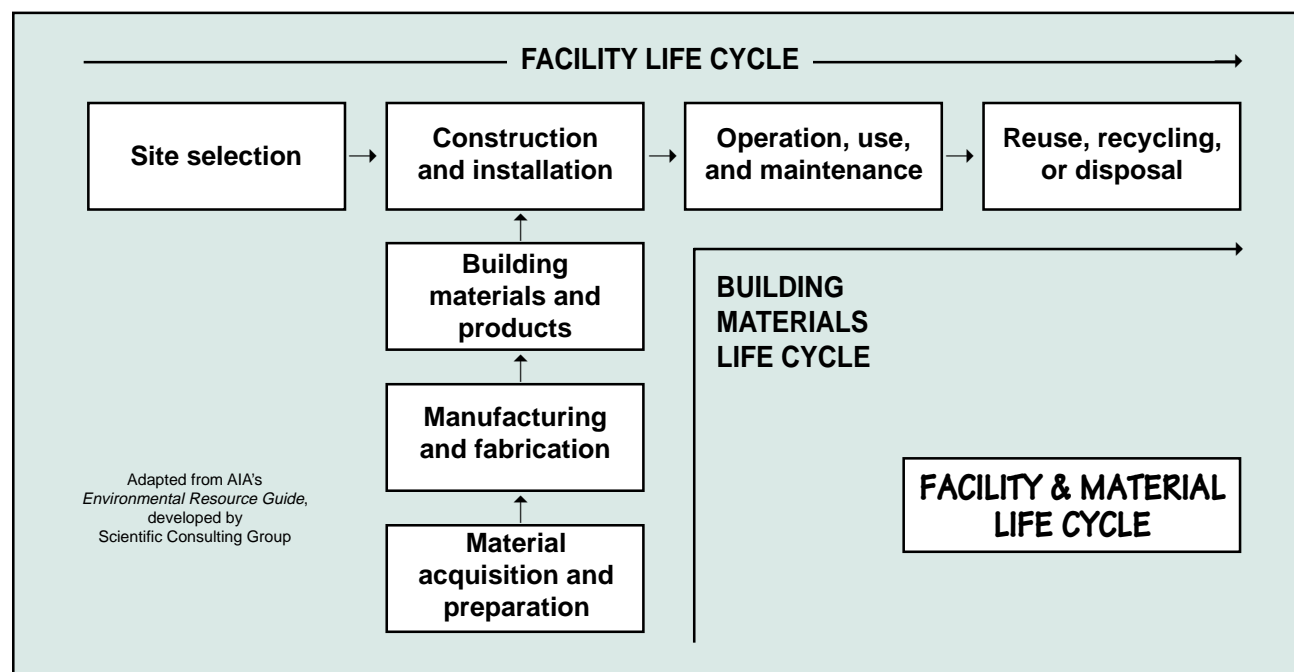 FACILITY LIFE CYCLE
Site selection
Construction
and installation
Operation, use,
and maintenance
Reuse, recycling,
or disposal
Building
materials and
products
BUILDING
MATERIALS
LIFE CYCLE
Manufacturing
and fabrication
Adapted from AIA's
Environmental Resource Guide,
developed by
Scientific Consulting Group
FACILITY & MATERIAL
LIFE CYCLE
Material
acquisition and
preparation